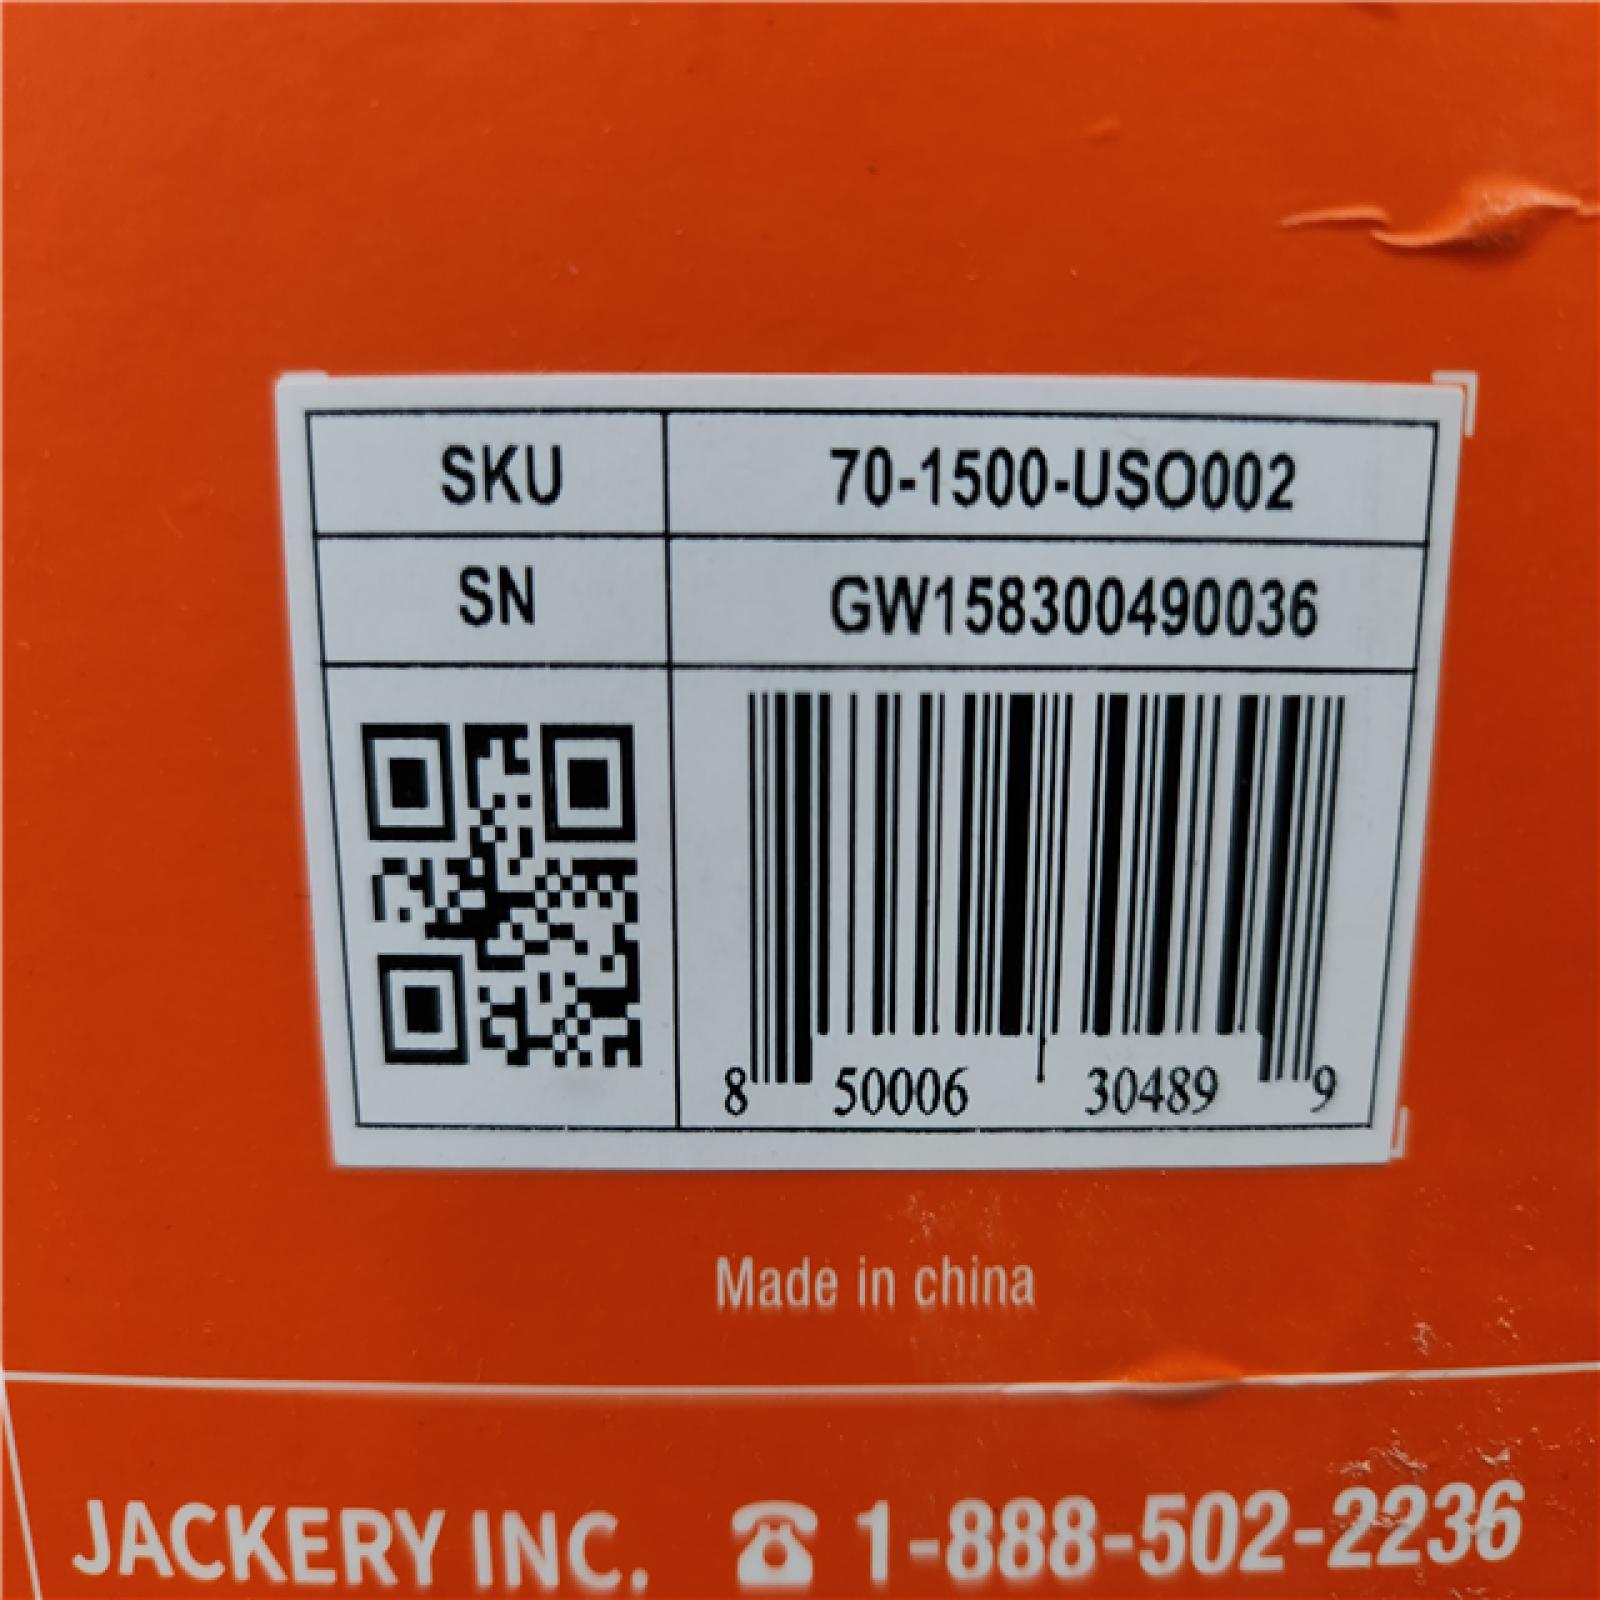 SKU 70-1500-USO002
SN GW158300490036
8 50006 30489 9
Made in china
JACKERY INC. 1-888-502-2236